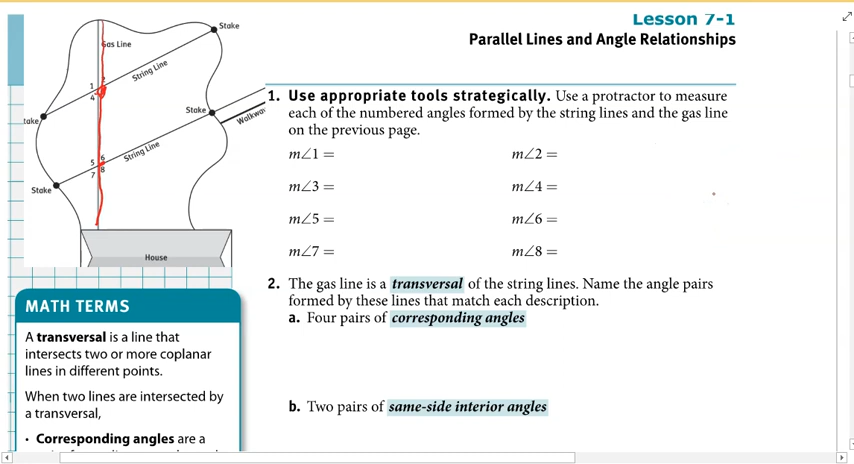 Lesson 7-1
Parallel Lines and Angle Relationships
Stake
Gas Line
String Line
1
2
4
Stake
Walkwa
String Line
5 6
7 8
Stake
House
1. Use appropriate tools strategically. Use a protractor to measure
each of the numbered angles formed by the string lines and the gas line
on the previous page.
m∠1 = m∠2 =
m∠3 = m∠4 =
m∠5 = m∠6 =
m∠7 = m∠8 =
2. The gas line is a transversal of the string lines. Name the angle pairs
formed by these lines that match each description.
a. Four pairs of corresponding angles
b. Two pairs of same-side interior angles
MATH TERMS
A transversal is a line that
intersects two or more coplanar
lines in different points.
When two lines are intersected by
a transversal,
• Corresponding angles are a